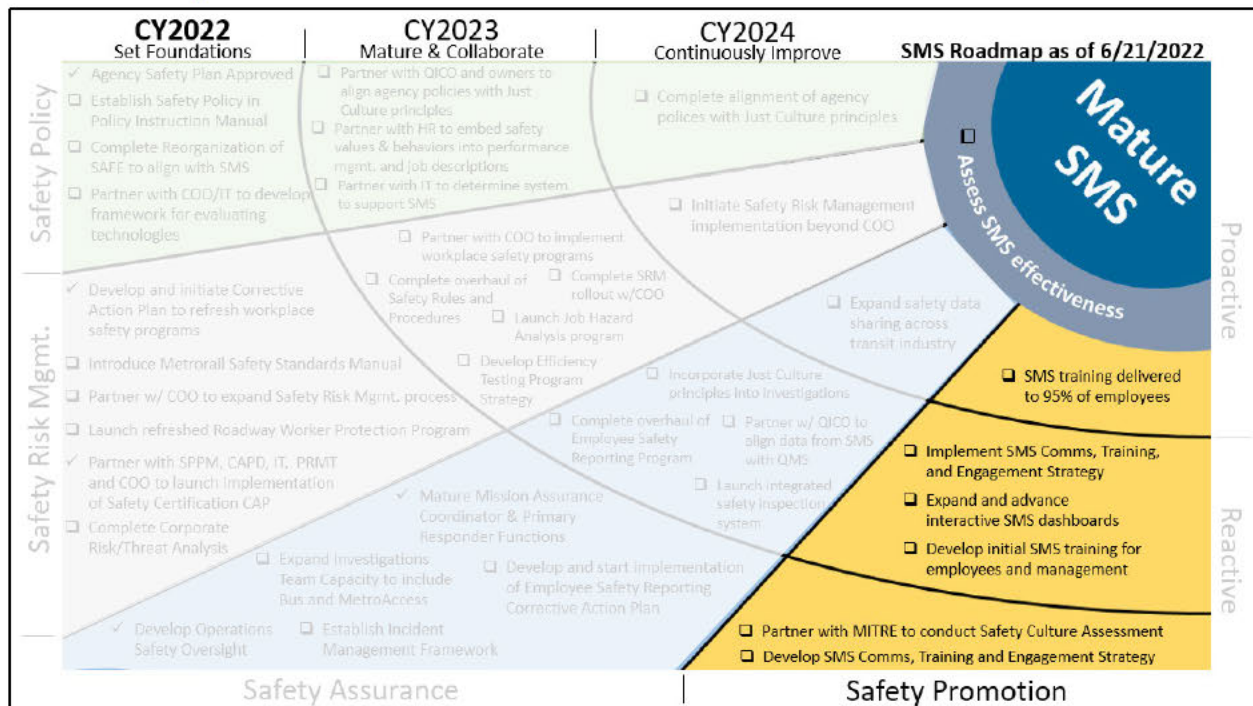 CY2022
Set Foundations
CY2023
Mature & Collaborate
CY2024
Continuously Improve
SMS Roadmap as of 6/21/2022
Safety Policy
✓ Agency Safety Plan Approved
❑ Establish Safety Policy in
Policy Instruction Manual
❑ Complete Reorganization of
SAFE to align with SMS
❑ Partner with COO/IT to develop
framework for evaluating
technologies
❑ Partner with QICO and owners to
align agency policies with Just
Culture principles
❑ Partner with HR to embed safety
values & behaviors into performance
mgmt. and job descriptions
❑ Partner with IT to determine system
to support SMS
❑ Complete alignment of agency
polices with Just Culture principles
Safety Risk Mgmt.
✓ Develop and initiate Corrective
Action Plan to refresh workplace
safety programs
❑ Introduce Metrorail Safety Standards Manual
❑ Partner w/ COO to expand Safety Risk Mgmt. process
❑ Launch refreshed Roadway Worker Protection Program
✓ Partner with SPPM, CAPD, IT, PRMT
and COO to launch implementation
of Safety Certification CAP
❑ Complete Corporate
Risk/Threat Analysis
❑ Partner with COO to implement
workplace safety programs
❑ Complete overhaul of
Safety Rules and
Procedures
❑ Complete SRM
rollout w/COO
❑ Launch Job Hazard
Analysis program
❑ Develop Efficiency
Testing Program
Strategy
❑ Initiate Safety Risk Management
implementation beyond COO
✓ Develop Operations
Safety Oversight
❑ Establish Incident
Management Framework
❑ Expand Investigations
Team Capacity to include
Bus and MetroAccess
✓ Mature Mission Assurance
Coordinator & Primary
Responder Functions
❑ Develop and start implementation
of Employee Safety Reporting
Corrective Action Plan
❑ Complete overhaul of
Employee Safety
Reporting Program
❑ Incorporate Just Culture
principles into investigations
❑ Partner w/ QICO to
align data from SMS
with QMS
❑ Launch integrated
safety inspection
system
❑ Expand safety data
sharing across
transit industry
Safety Assurance
❑ SMS training delivered
to 95% of employees
❑ Implement SMS Comms, Training,
and Engagement Strategy
❑ Expand and advance
interactive SMS dashboards
❑ Develop initial SMS training for
employees and management
❑ Partner with MITRE to conduct Safety Culture Assessment
❑ Develop SMS Comms, Training and Engagement Strategy
Safety Promotion
❑ Assess SMS effectiveness
Mature
SMS
Proactive
Reactive